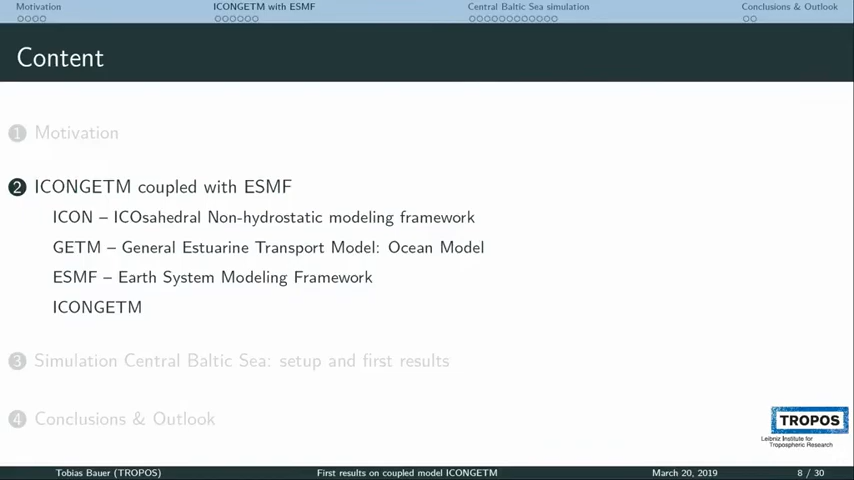 Motivation ICONGETM with ESMF Central Baltic Sea simulation Conclusions & Outlook
Content
1 Motivation
2 ICONGETM coupled with ESMF
ICON – ICOsahedral Non-hydrostatic modeling framework
GETM – General Estuarine Transport Model: Ocean Model
ESMF – Earth System Modeling Framework
ICONGETM
3 Simulation Central Baltic Sea: setup and first results
4 Conclusions & Outlook
TROPOS
Leibniz Institute for
Tropospheric Research
Tobias Bauer (TROPOS) First results on coupled model ICONGETM March 20, 2019 8 / 30